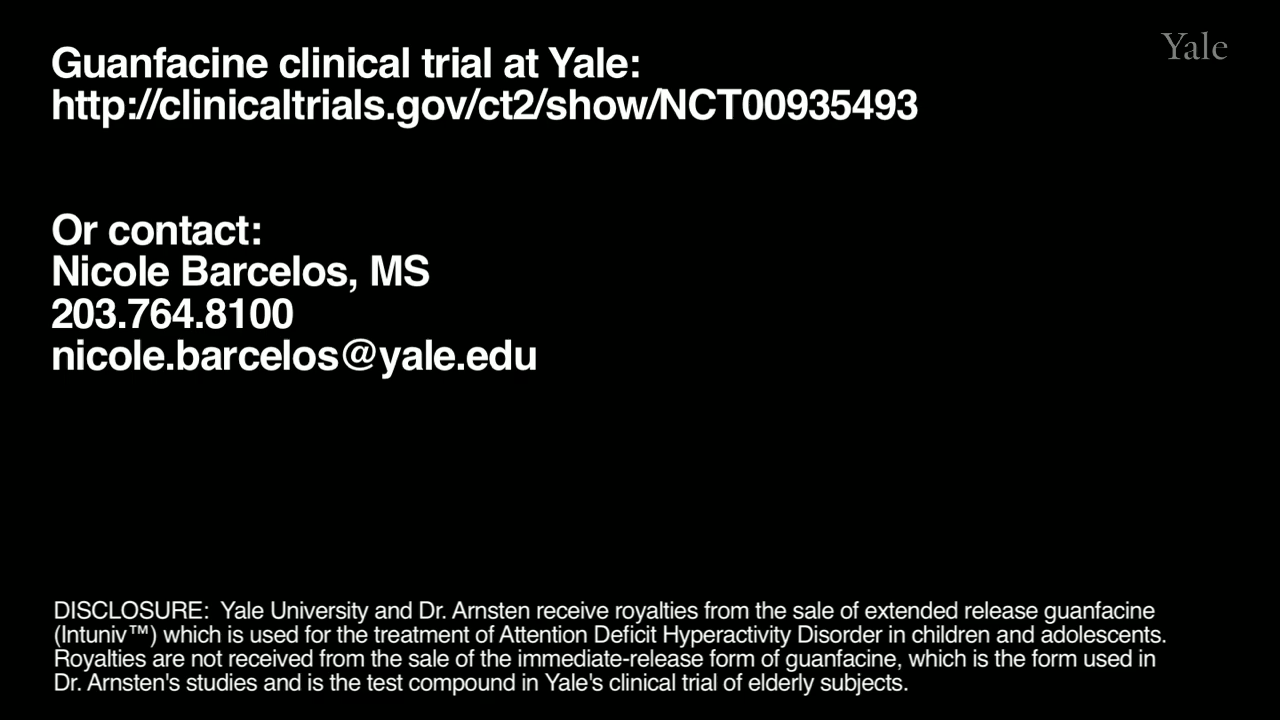 Yale
Guanfacine clinical trial at Yale:
http://clinicaltrials.gov/ct2/show/NCT00935493
Or contact:
Nicole Barcelos, MS
203.764.8100
nicole.barcelos@yale.edu
DISCLOSURE:  Yale University and Dr. Arnsten receive royalties from the sale of extended release guanfacine
(Intuniv™) which is used for the treatment of Attention Deficit Hyperactivity Disorder in children and adolescents.
Royalties are not received from the sale of the immediate-release form of guanfacine, which is the form used in
Dr. Arnsten's studies and is the test compound in Yale's clinical trial of elderly subjects.